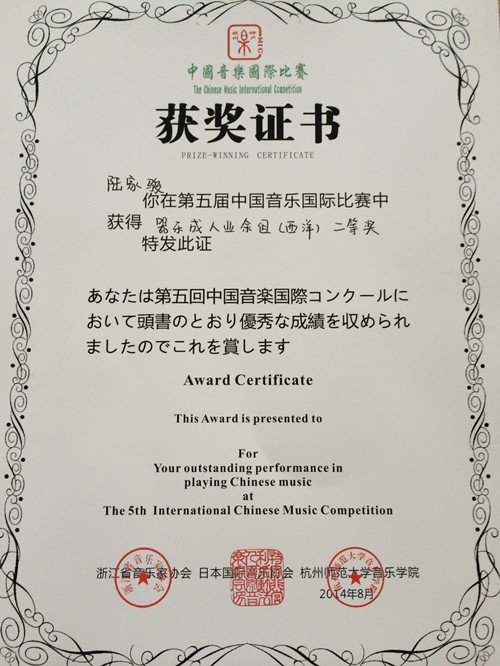 中國音樂國際比賽
The Chinese Music International Competition
获奖证书
PRIZE-WINNING CERTIFICATE
陆家骏
你在第五届中国音乐国际比赛中
获得 器乐成人业余组(西洋) 二等奖
特发此证
あなたは第五回中国音楽国際コンクールに
おいて頭書のとおり優秀な成績を収められ
ましたのでこれを賞します
Award Certificate
This Award is presented to
For
Your outstanding performance in
playing Chinese music
at
The 5th International Chinese Music Competition
浙江省音乐家协会 日本国際音乐協会 杭州师范大学音乐学院
2014年8月